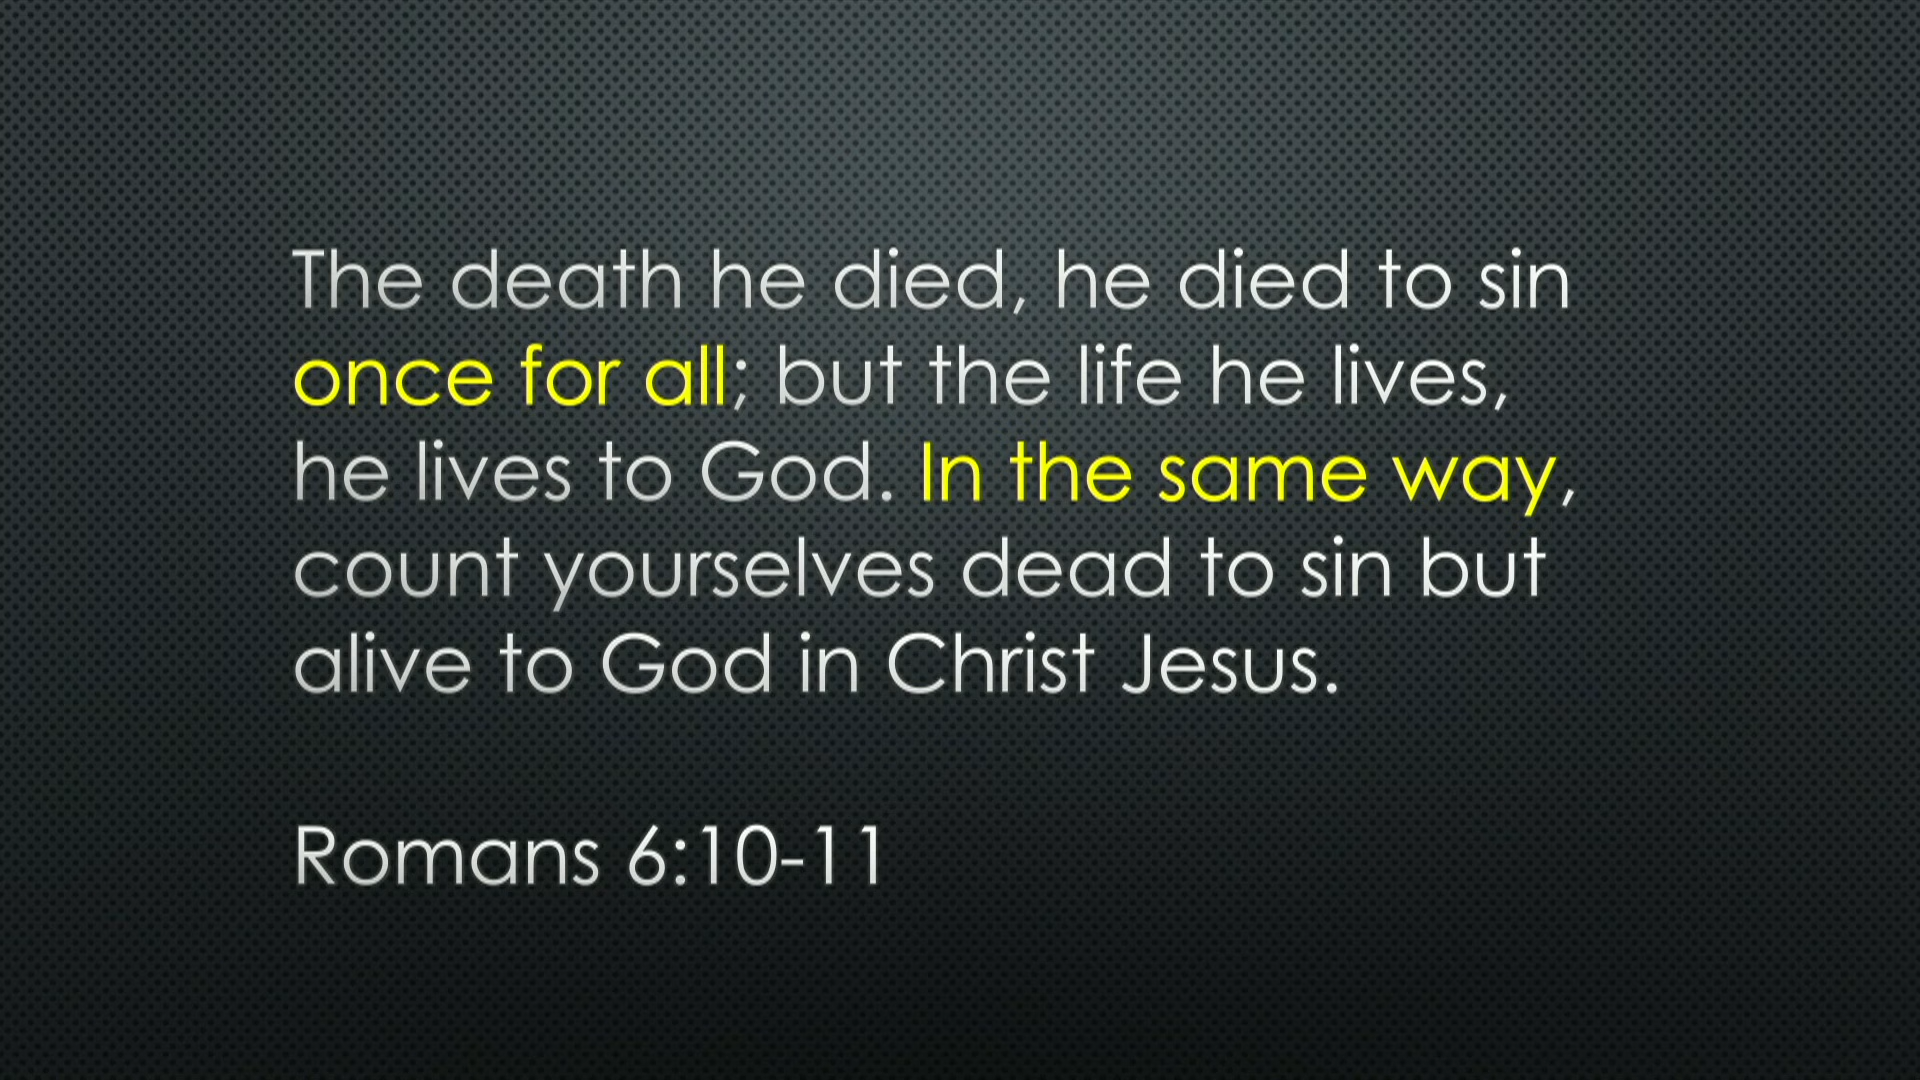 The death he died, he died to sin
once for all; but the life he lives,
he lives to God. In the same way,
count yourselves dead to sin but
alive to God in Christ Jesus.
Romans 6:10-11